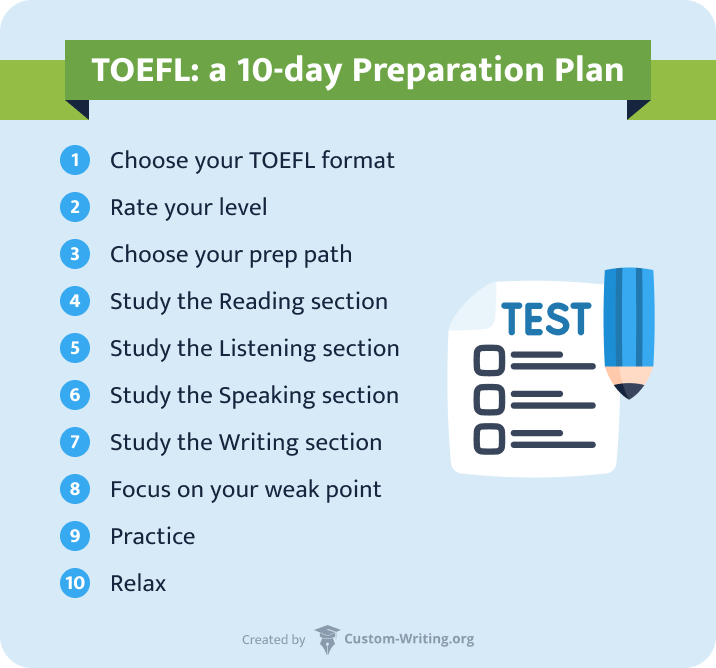 TOEFL: a 10-day Preparation Plan
1 Choose your TOEFL format
2 Rate your level
3 Choose your prep path
4 Study the Reading section
5 Study the Listening section
6 Study the Speaking section
7 Study the Writing section
8 Focus on your weak point
9 Practice
10 Relax
TEST
Created by Custom-Writing.org